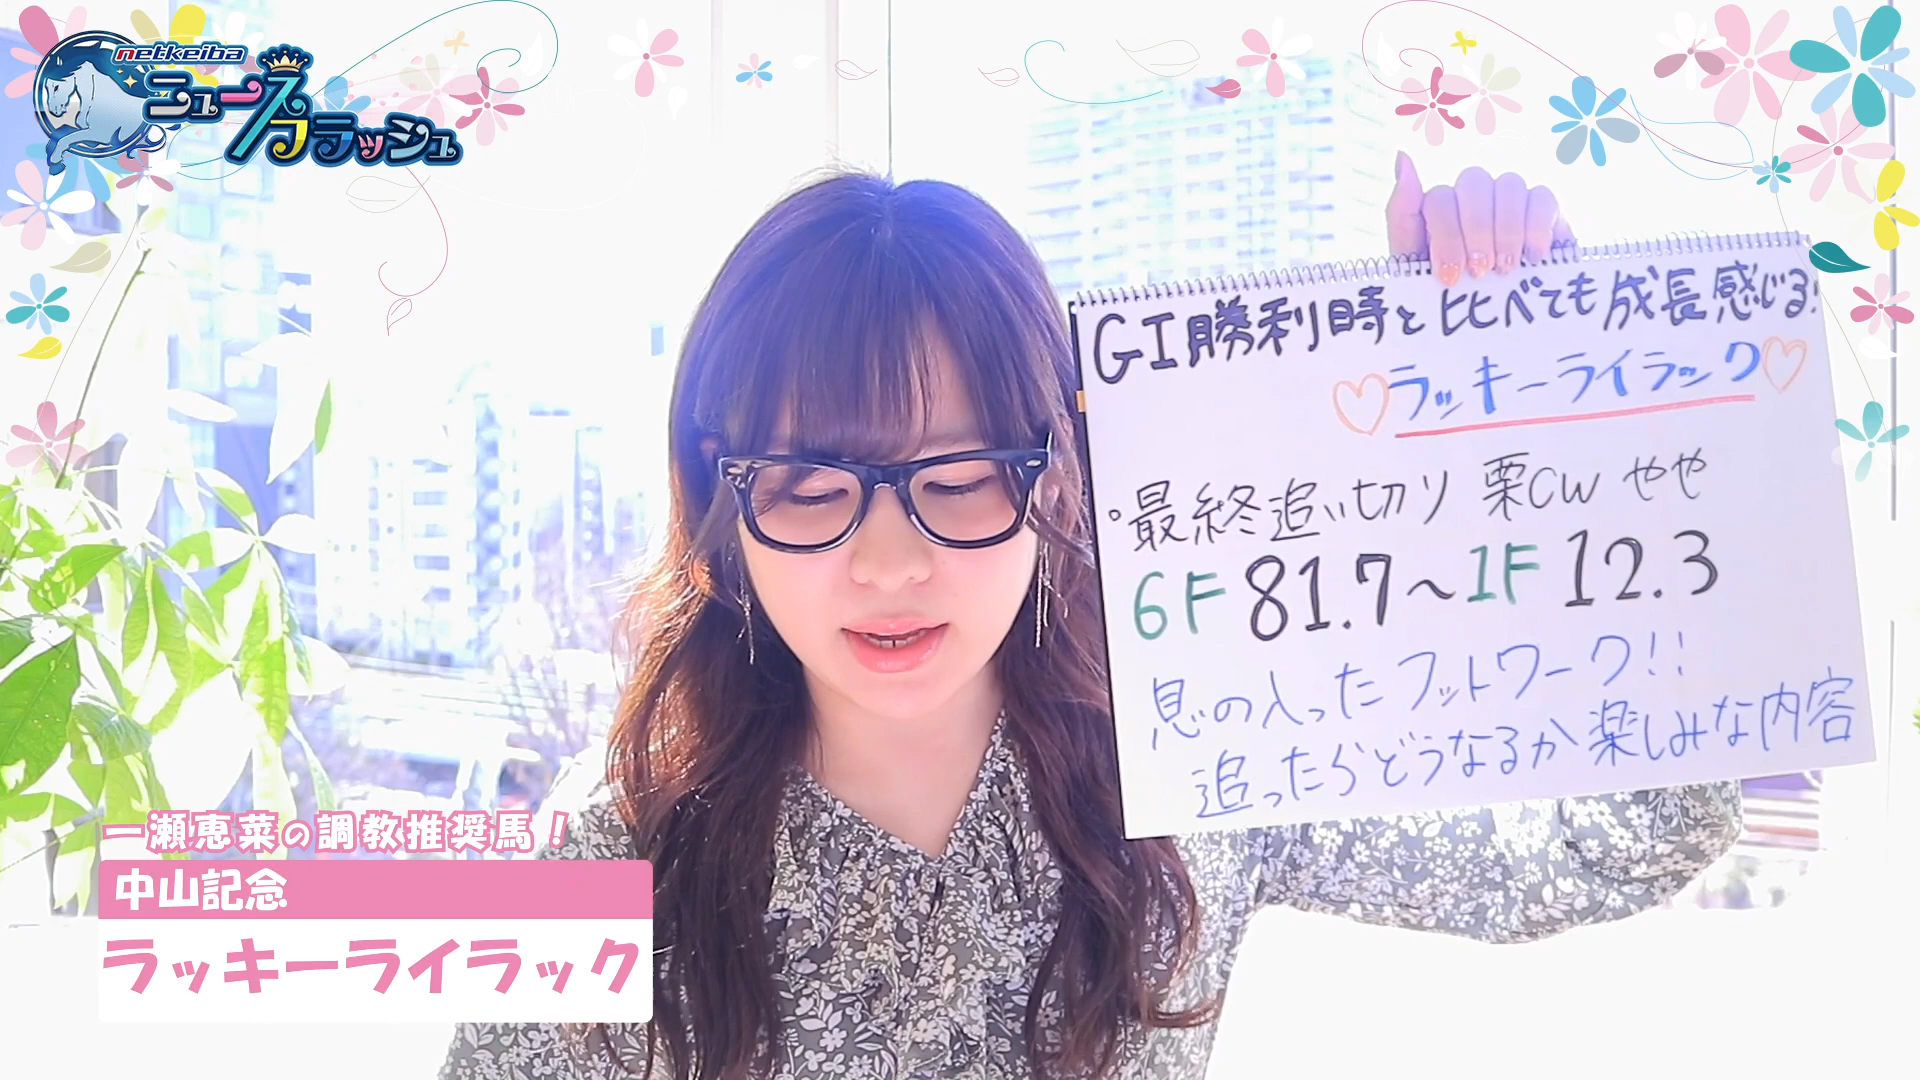 netkeiba
ニュースフラッシュ
GI勝利時と比べても成長感じる!
ラッキーライラック
・最終追い切り 栗CW やや
6F 81.7〜1F 12.3
息の入ったフットワーク!!
追ったらどうなるか楽しみな内容
一瀬恵菜の調教推奨馬！
中山記念
ラッキーライラック